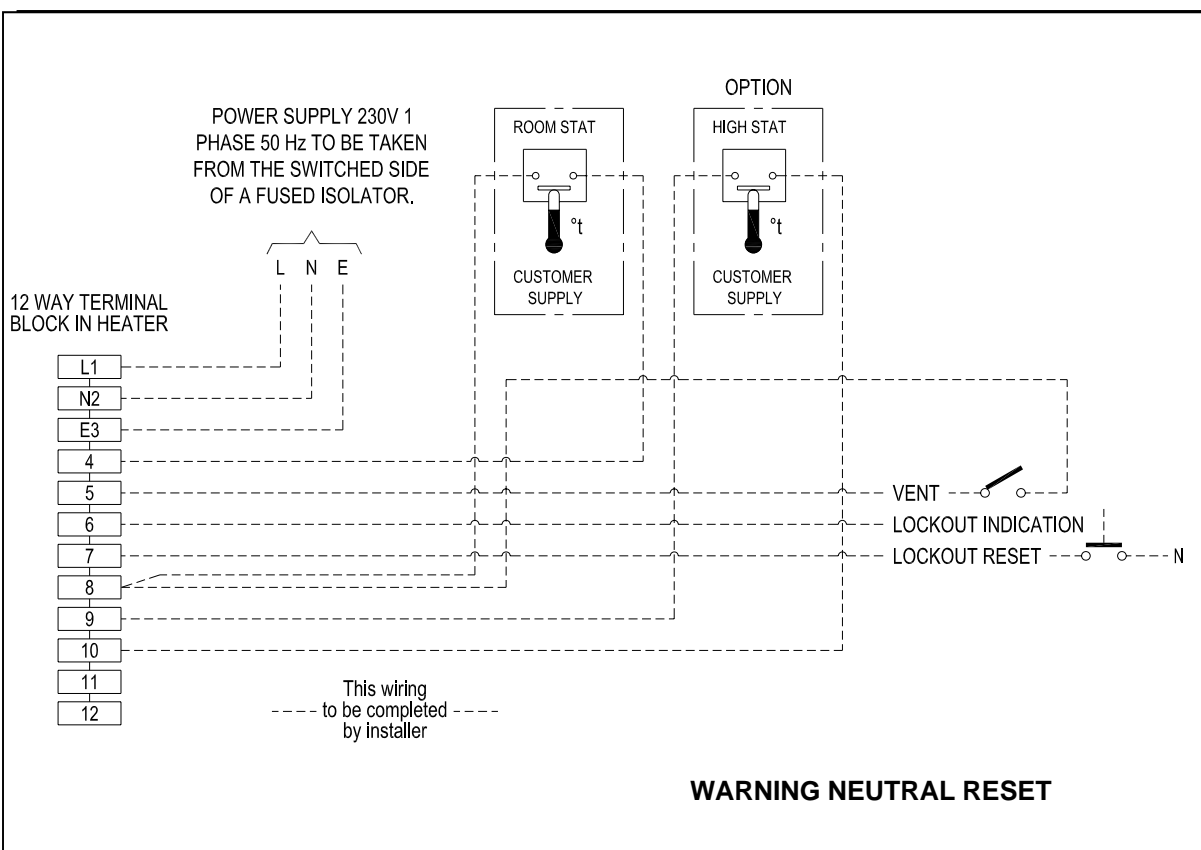 OPTION
POWER SUPPLY 230V 1
PHASE 50 Hz TO BE TAKEN
FROM THE SWITCHED SIDE
OF A FUSED ISOLATOR.
ROOM STAT
HIGH STAT
°t
°t
L N E
CUSTOMER
SUPPLY
CUSTOMER
SUPPLY
12 WAY TERMINAL
BLOCK IN HEATER
L1
N2
E3
4
5
VENT
6
LOCKOUT INDICATION
7
LOCKOUT RESET
N
8
9
10
11
12
This wiring
to be completed
by installer
WARNING NEUTRAL RESET